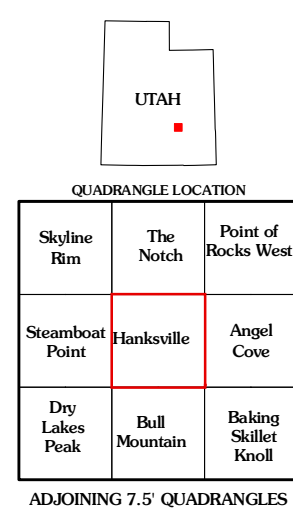 UTAH
QUADRANGLE LOCATION
Skyline
Rim
The
Notch
Point of
Rocks West
Steamboat
Point
Hanksville
Angel
Cove
Dry
Lakes
Peak
Bull
Mountain
Baking
Skillet
Knoll
ADJOINING 7.5' QUADRANGLES